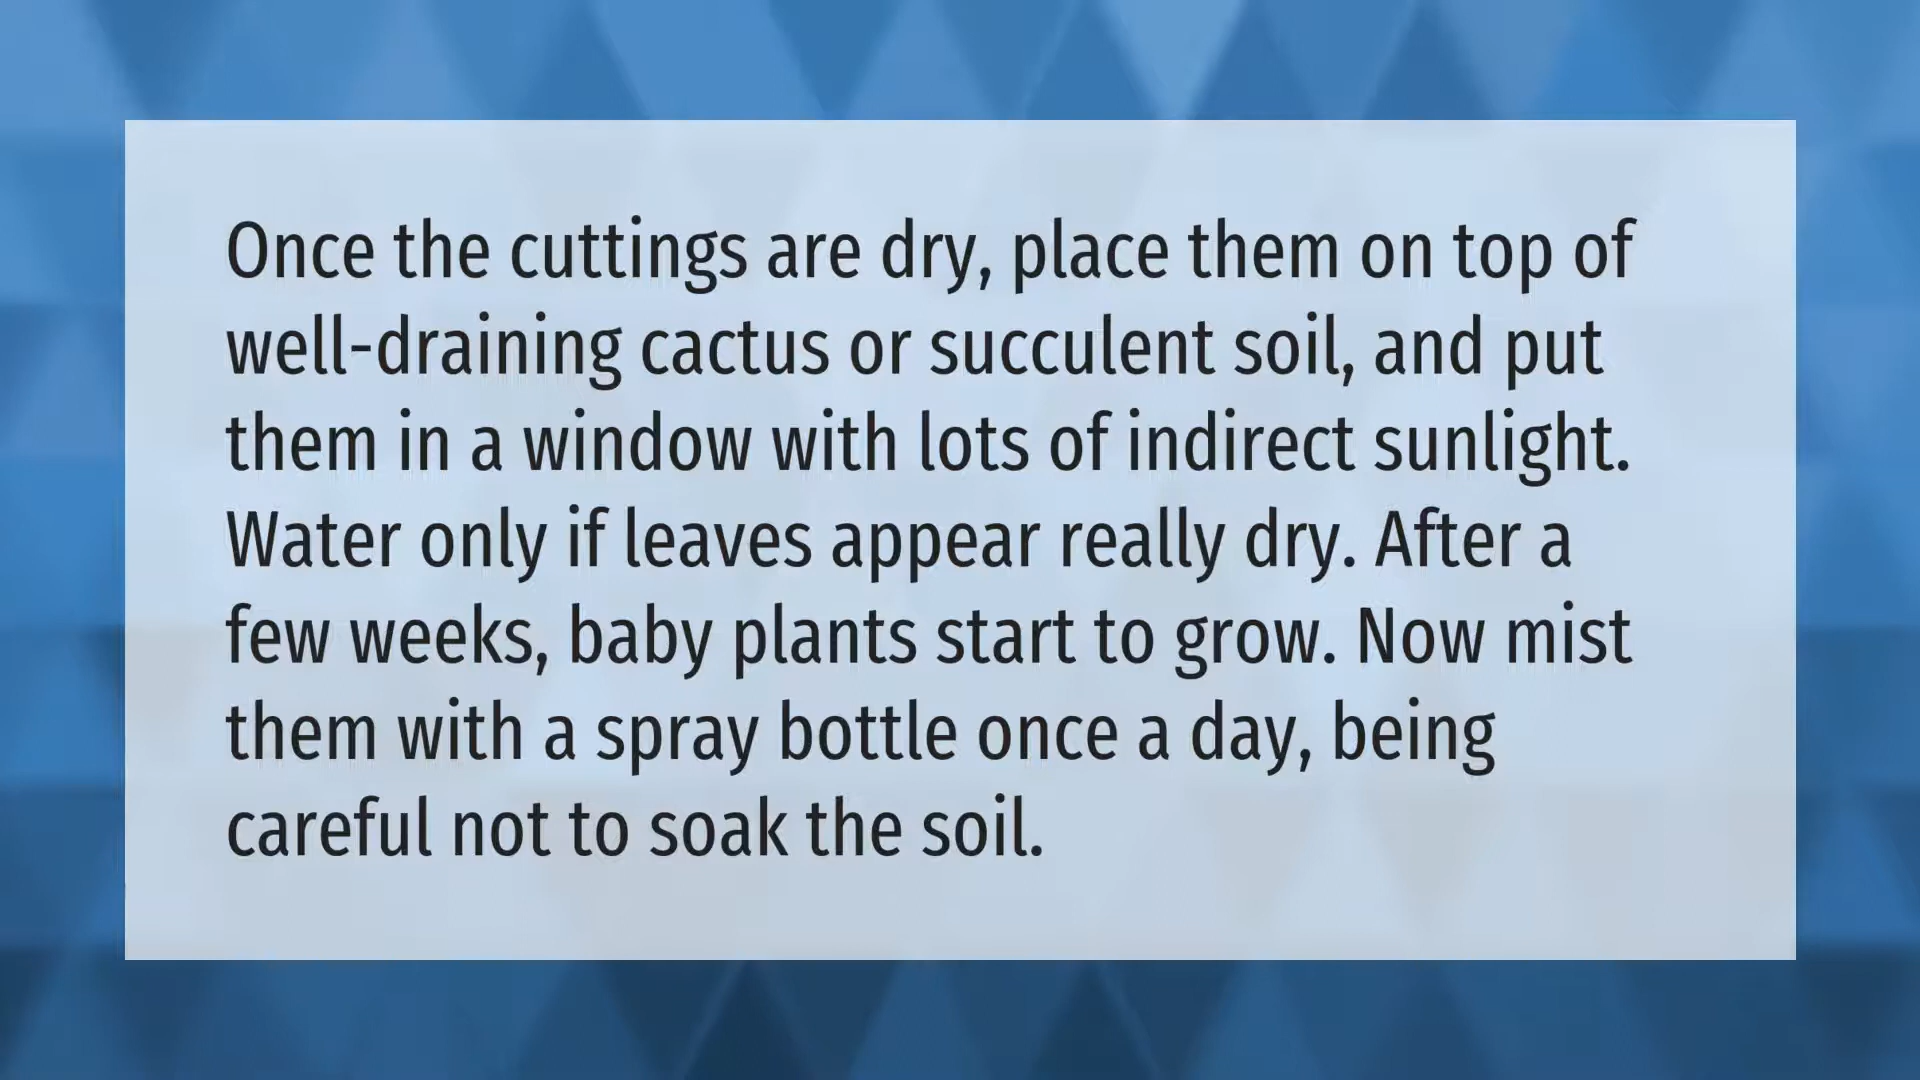 Once the cuttings are dry, place them on top of
well-draining cactus or succulent soil, and put
them in a window with lots of indirect sunlight.
Water only if leaves appear really dry. After a
few weeks, baby plants start to grow. Now mist
them with a spray bottle once a day, being
careful not to soak the soil.